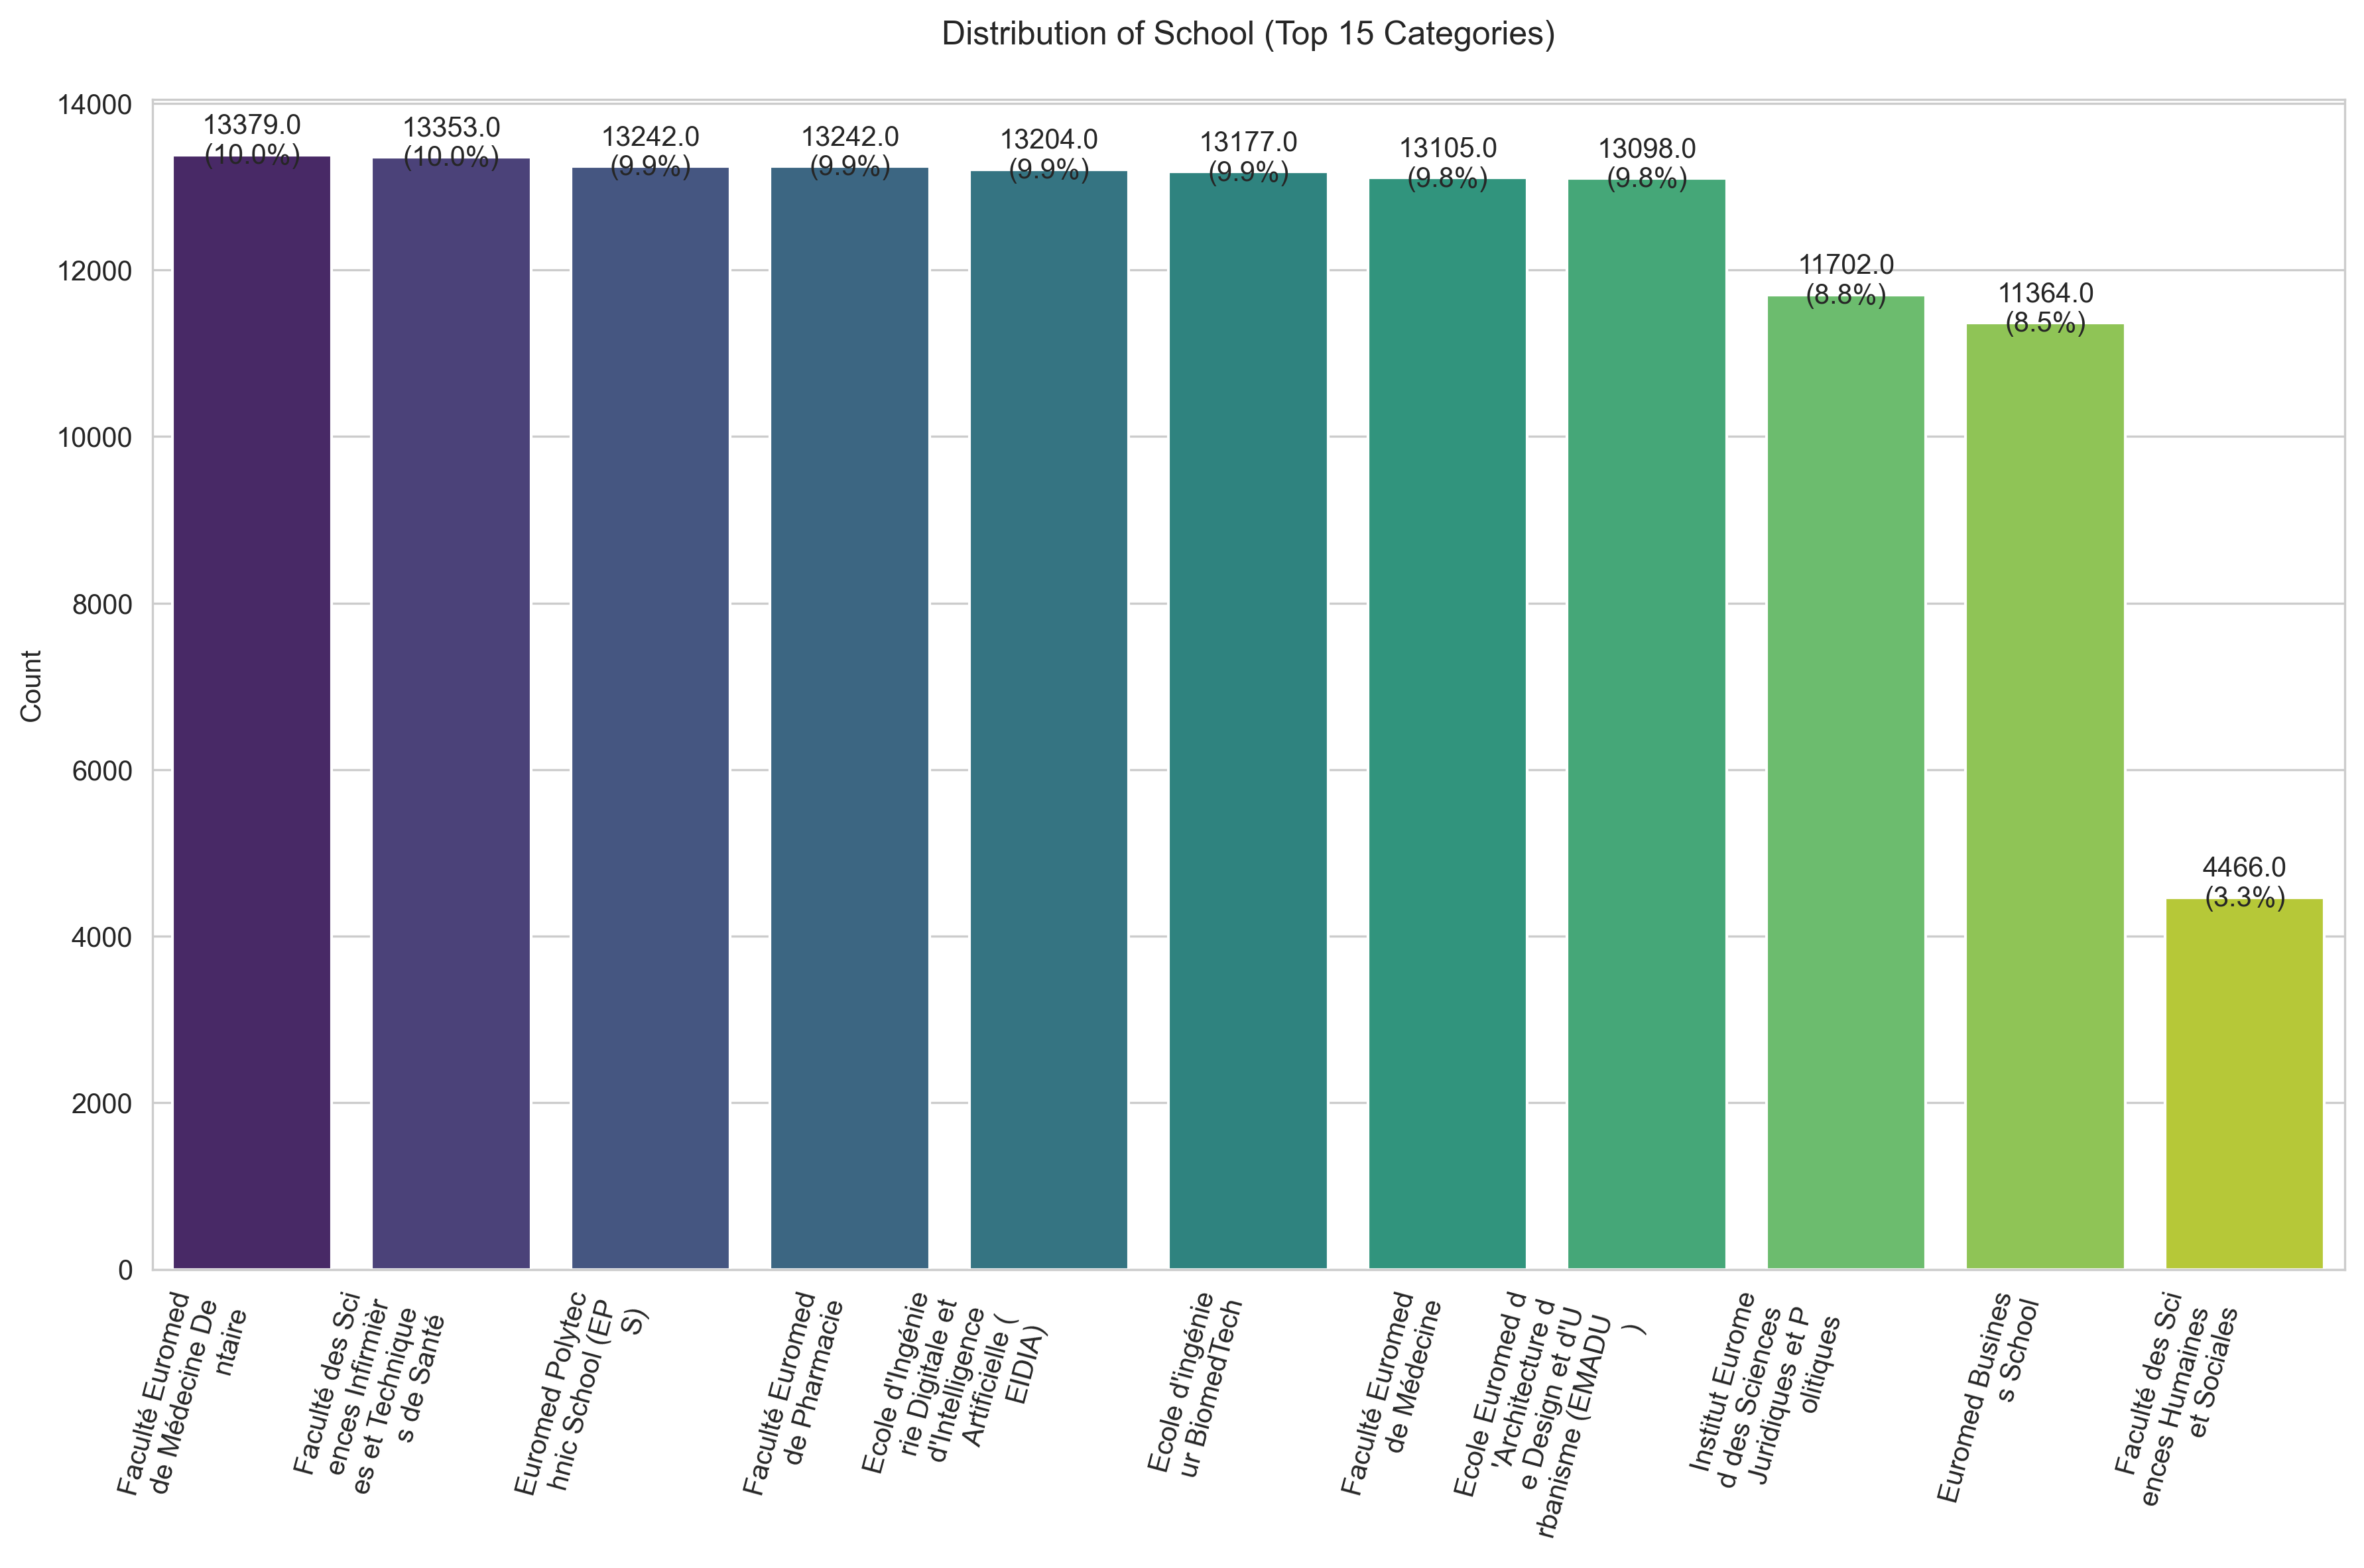 Distribution of School (Top 15 Categories)
14000
12000
10000
8000
6000
4000
2000
0
Count
13379.0
(10.0%)
13353.0
(10.0%)
13242.0
(9.9%)
13242.0
(9.9%)
13204.0
(9.9%)
13177.0
(9.9%)
13105.0
(9.8%)
13098.0
(9.8%)
11702.0
(8.8%)
11364.0
(8.5%)
4466.0
(3.3%)
Faculté Euromed
de Médecine De
ntaire
Faculté des Sci
ences Infirmièr
es et Technique
s de Santé
Euromed Polytec
hnic School (EP
S)
Faculté Euromed
de Pharmacie
Ecole d'Ingénie
rie Digitale et
d'Intelligence
Artificielle (
EIDIA)
Ecole d'ingénie
ur BiomedTech
Faculté Euromed
de Médecine
Ecole Euromed d
'Architecture d
e Design et d'U
rbanisme (EMADU
)
Institut Eurome
d des Sciences
Juridiques et P
olitiques
Euromed Busines
s School
Faculté des Sci
ences Humaines
et Sociales